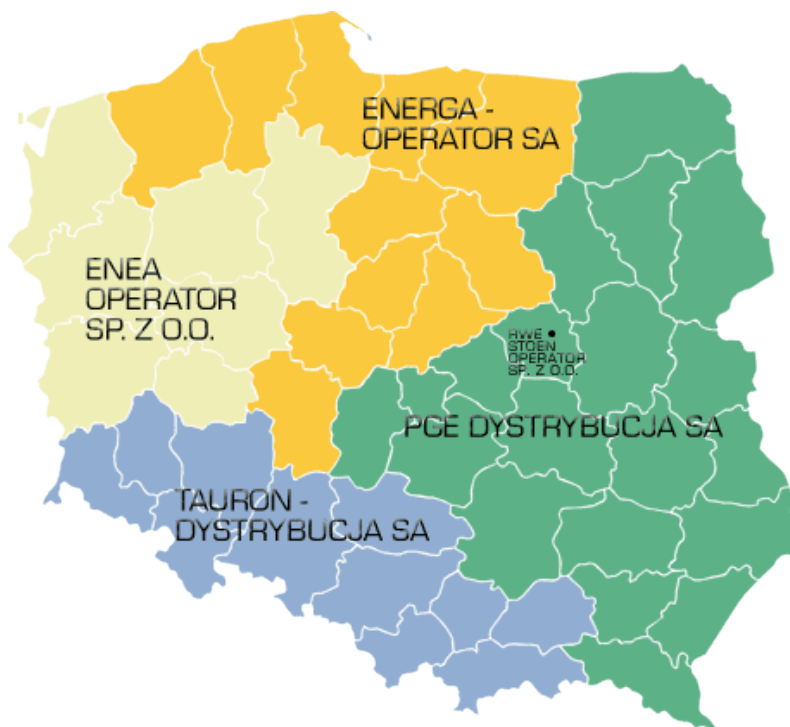 ENERGA -
OPERATOR SA
ENEA
OPERATOR
SP. Z O.O.
RWE
STOEN
OPERATOR
SP. Z O.O.
PGE DYSTRYBUCJA SA
TAURON -
DYSTRYBUCJA SA